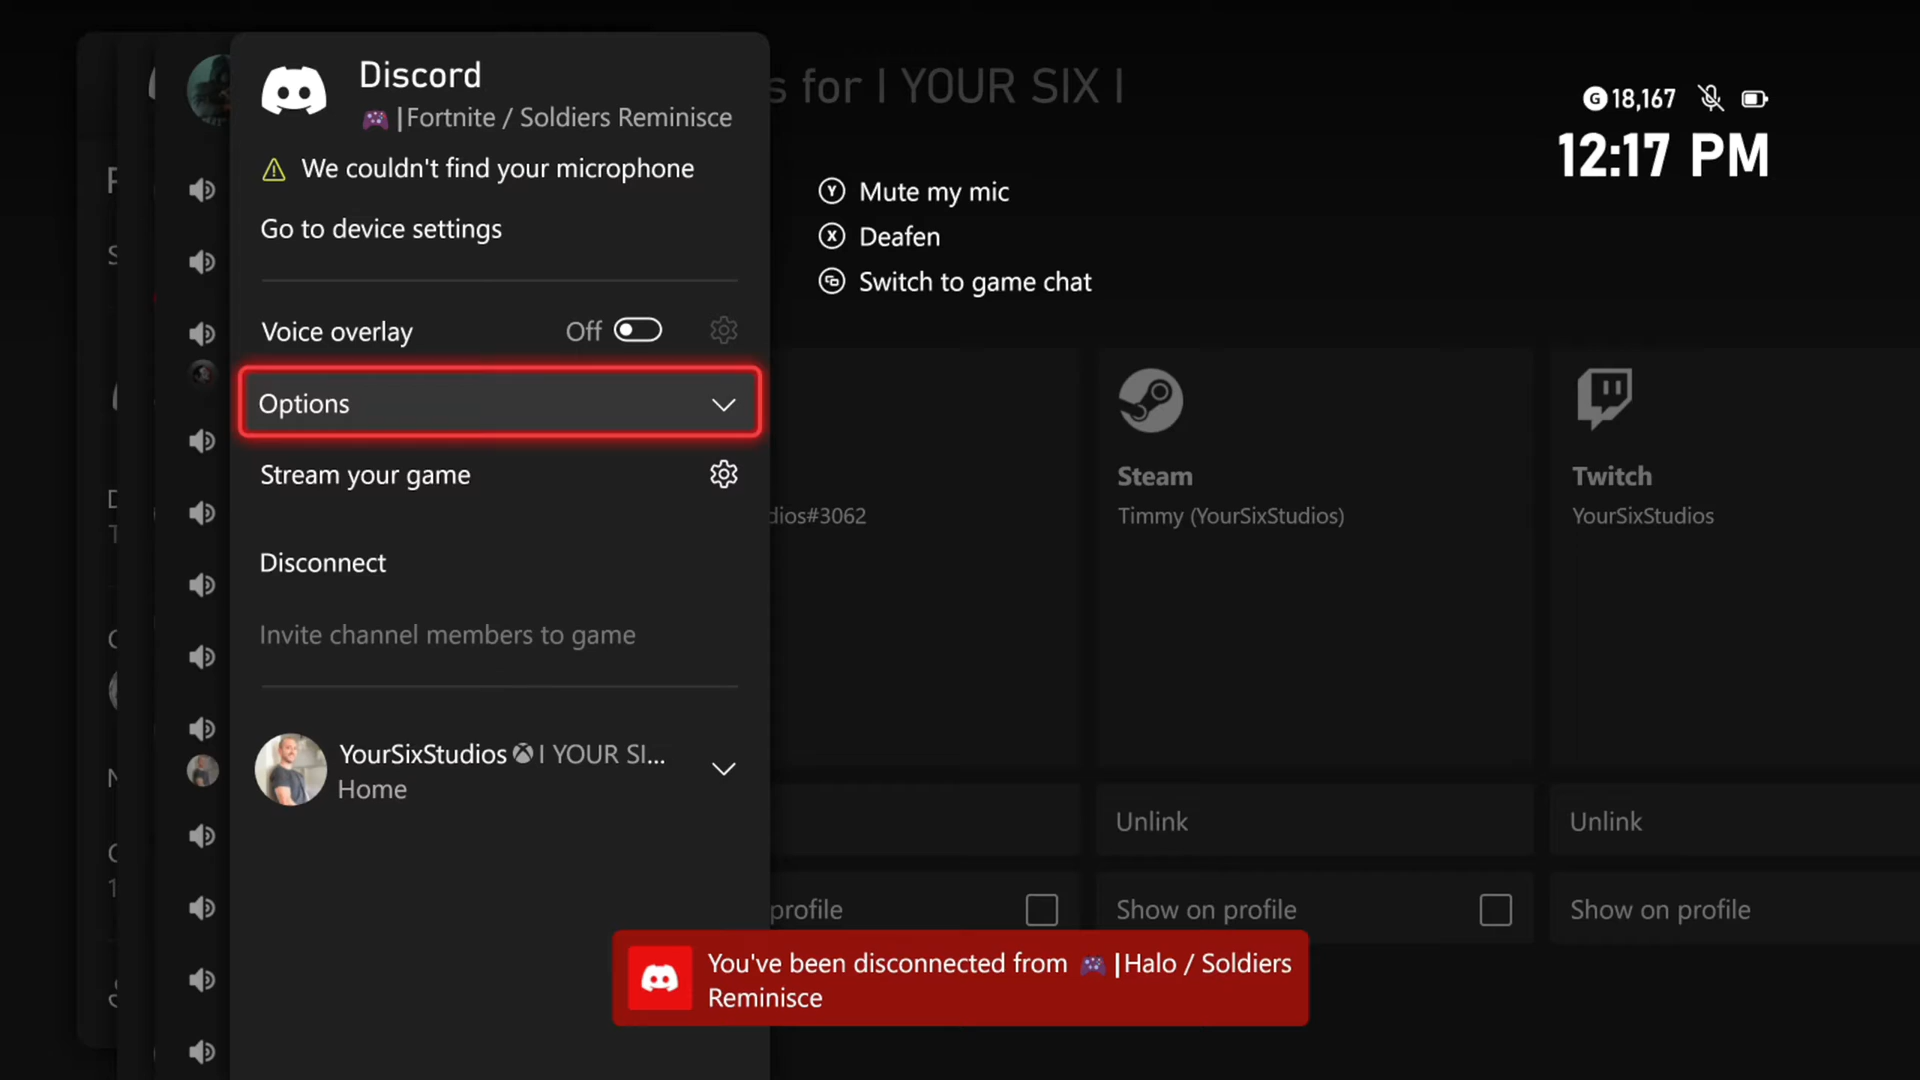 Discord
|Fortnite / Soldiers Reminisce
We couldn't find your microphone
Go to device settings
Voice overlay Off
Options
Stream your game
Disconnect
Invite channel members to game
YourSixStudios I YOUR SI...
Home
s for I YOUR SIX I
G 18,167
12:17 PM
Y Mute my mic
X Deafen
Switch to game chat
dios#3062
Steam
Timmy (YourSixStudios)
Twitch
YourSixStudios
Unlink
Unlink
profile
Show on profile
Show on profile
You've been disconnected from |Halo / Soldiers
Reminisce